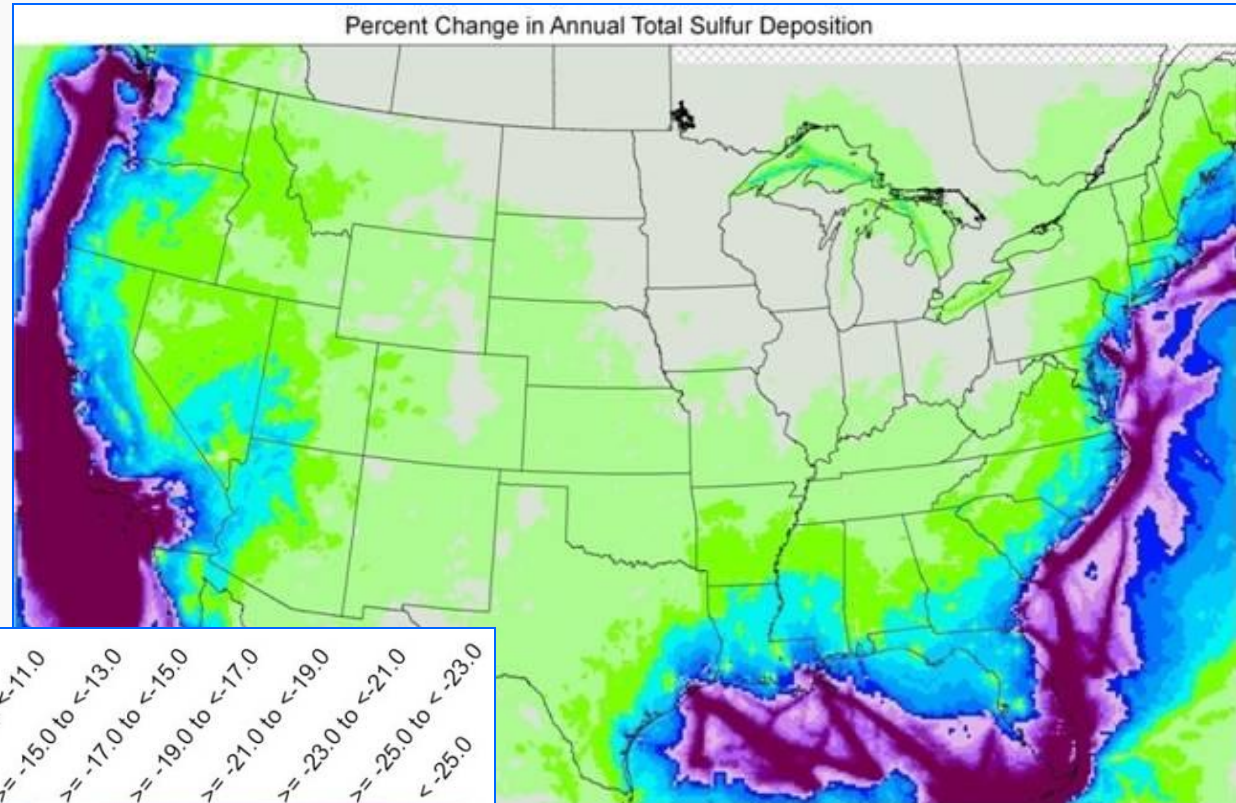 Percent Change in Annual Total Sulfur Deposition
<-11.0
>= -15.0 to <-13.0
>= -17.0 to <-15.0
>= -19.0 to <-17.0
>= -21.0 to <-19.0
>= -23.0 to <-21.0
>= -25.0 to < -23.0
< -25.0